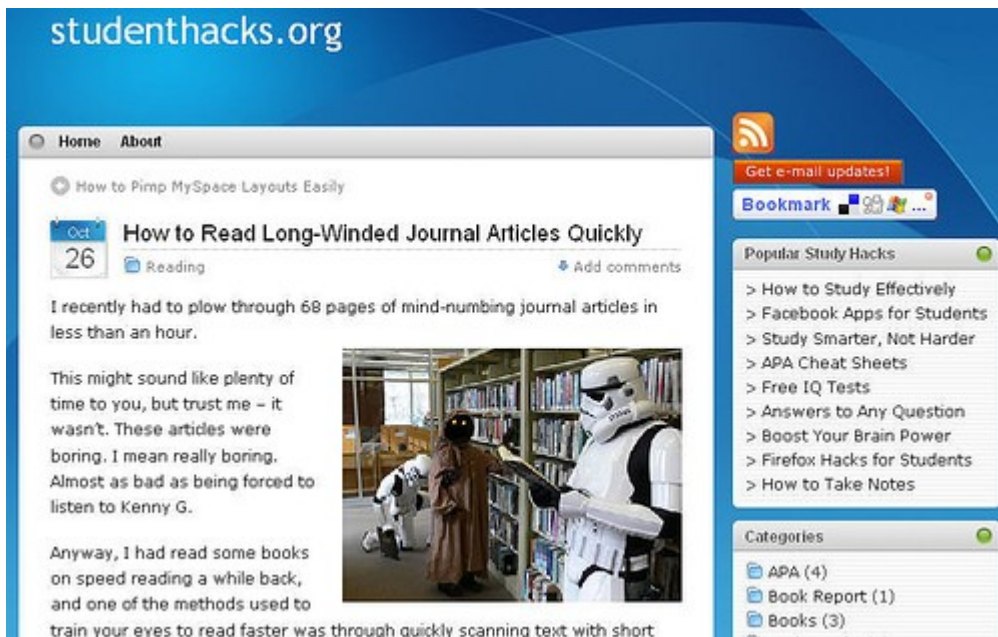 studenthacks.org
Home About
How to Pimp MySpace Layouts Easily
Oct
26
How to Read Long-Winded Journal Articles Quickly
Reading
Add comments
I recently had to plow through 68 pages of mind-numbing journal articles in
less than an hour.
This might sound like plenty of
time to you, but trust me – it
wasn't. These articles were
boring. I mean really boring.
Almost as bad as being forced to
listen to Kenny G.
Anyway, I had read some books
on speed reading a while back,
and one of the methods used to
train your eyes to read faster was through quickly scanning text with short
Get e-mail updates!
Bookmark ...
Popular Study Hacks
> How to Study Effectively
> Facebook Apps for Students
> Study Smarter, Not Harder
> APA Cheat Sheets
> Free IQ Tests
> Answers to Any Question
> Boost Your Brain Power
> Firefox Hacks for Students
> How to Take Notes
Categories
APA (4)
Book Report (1)
Books (3)